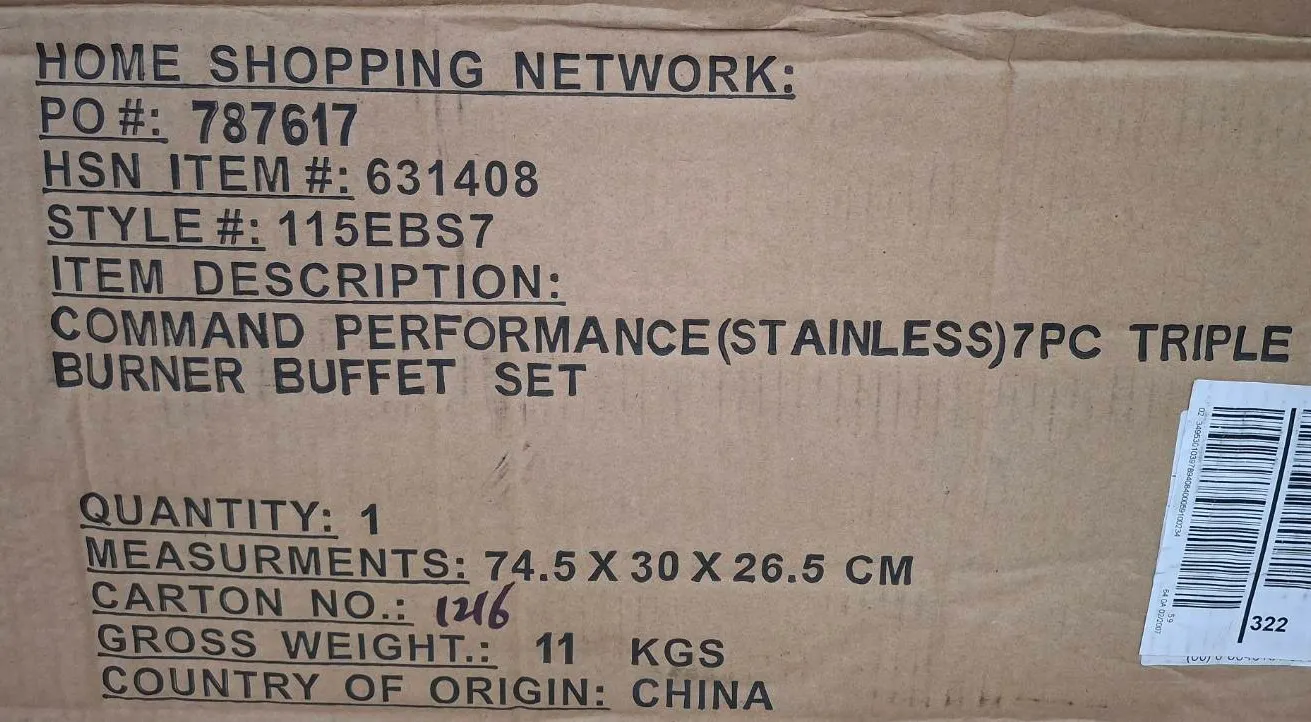 HOME SHOPPING NETWORK:
PO #: 787617
HSN ITEM #: 631408
STYLE #: 115EBS7
ITEM DESCRIPTION:
COMMAND PERFORMANCE(STAINLESS)7PC TRIPLE
BURNER BUFFET SET
QUANTITY: 1
MEASURMENTS: 74.5 X 30 X 26.5 CM
CARTON NO.: 1216
GROSS WEIGHT.: 11 KGS
COUNTRY OF ORIGIN: CHINA
322